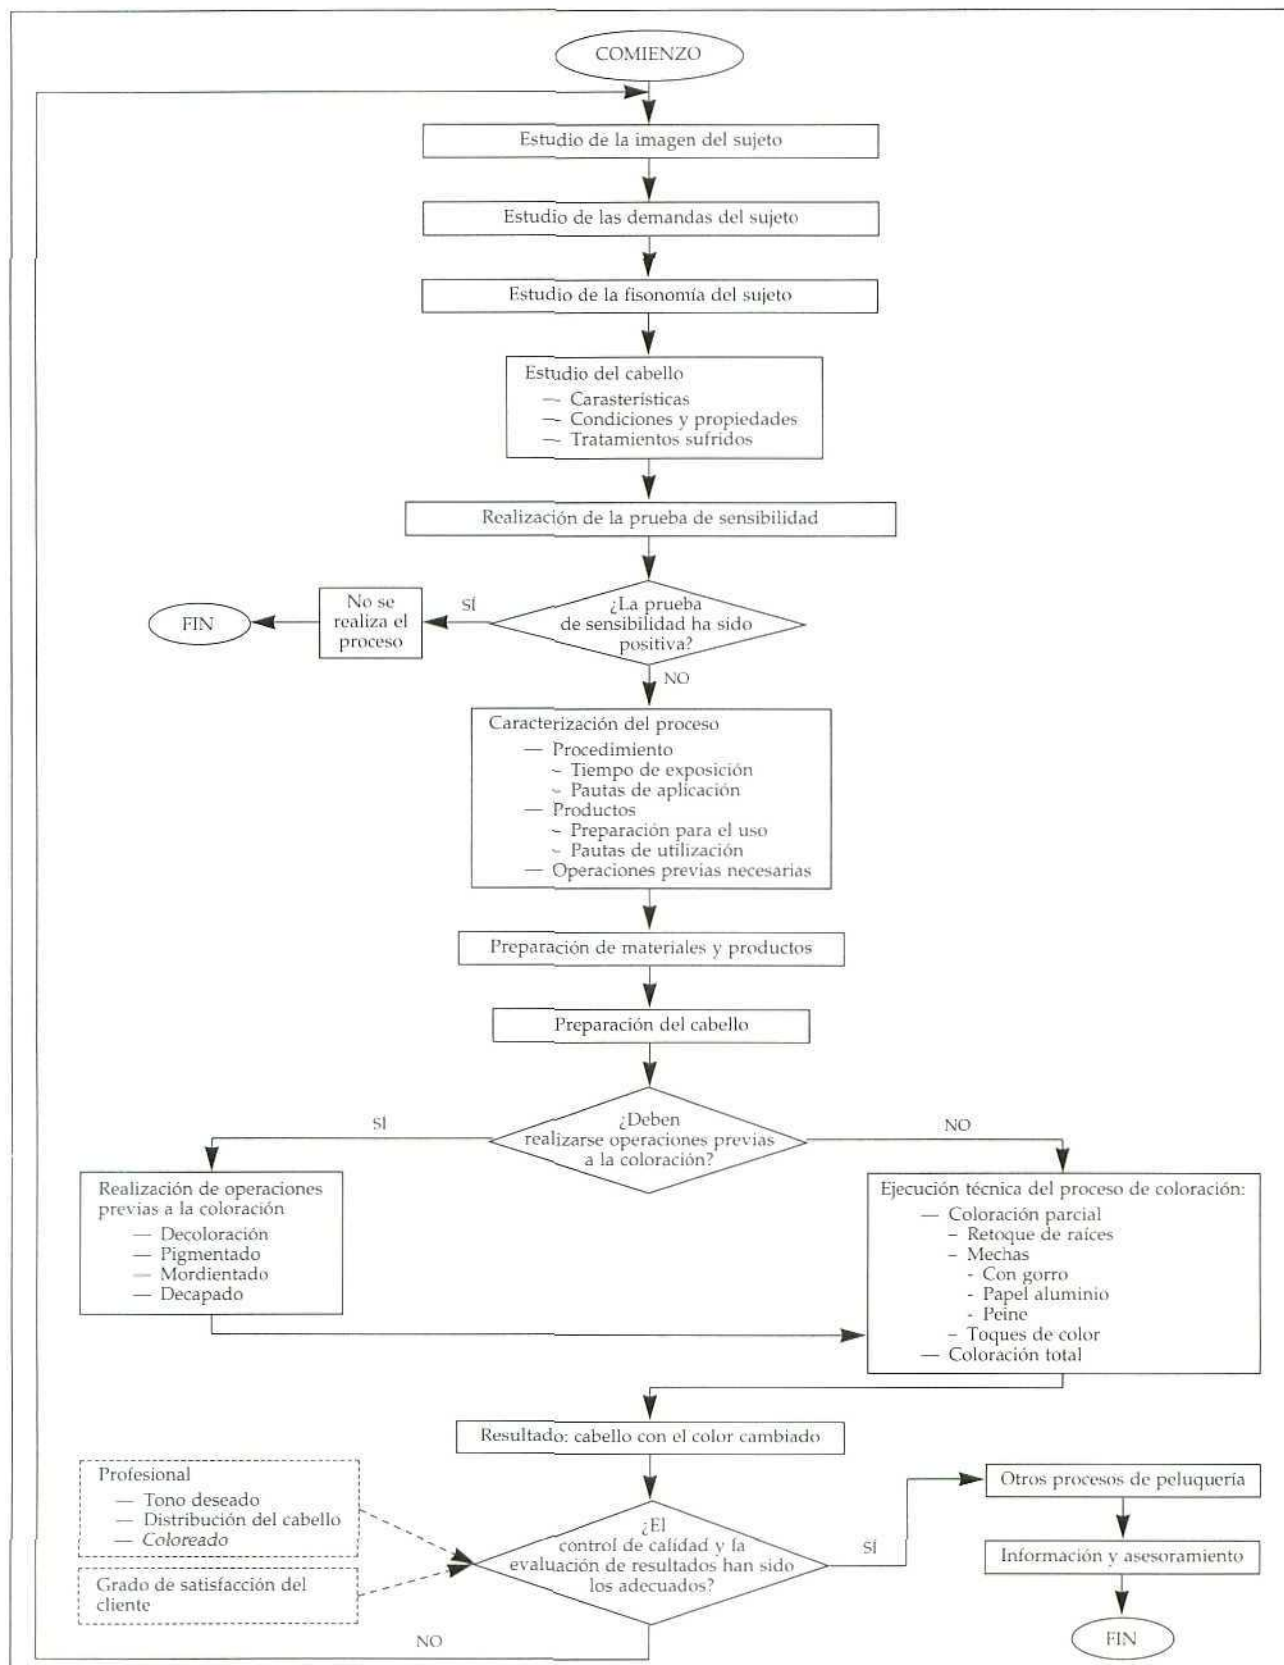 COMIENZO
Estudio de la imagen del sujeto
Estudio de las demandas del sujeto
Estudio de la fisonomía del sujeto
Estudio del cabello
— Carasterísticas
— Condiciones y propiedades
— Tratamientos sufridos
Realización de la prueba de sensibilidad
¿La prueba
de sensibilidad ha sido
positiva?
SÍ
No se
realiza el
proceso
FIN
NO
Caracterización del proceso
— Procedimiento
~ Tiempo de exposición
~ Pautas de aplicación
— Productos
~ Preparación para el uso
~ Pautas de utilización
— Operaciones previas necesarias
Preparación de materiales y productos
Preparación del cabello
¿Deben
realizarse operaciones previas
a la coloración?
SÍ
NO
Realización de operaciones
previas a la coloración
— Decoloración
— Pigmentado
— Mordientado
— Decapado
Ejecución técnica del proceso de coloración:
— Coloración parcial
– Retoque de raíces
– Mechas
- Con gorro
- Papel aluminio
- Peine
– Toques de color
— Coloración total
Resultado: cabello con el color cambiado
Profesional
— Tono deseado
— Distribución del cabello
— Coloreado
Grado de satisfacción del
cliente
¿El
control de calidad y la
evaluación de resultados han sido
los adecuados?
SÍ
NO
Otros procesos de peluquería
Información y asesoramiento
FIN